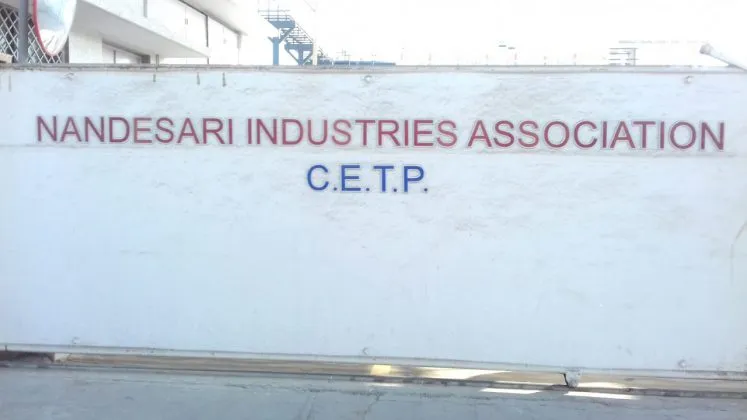 NANDESARI INDUSTRIES ASSOCIATION
C.E.T.P.